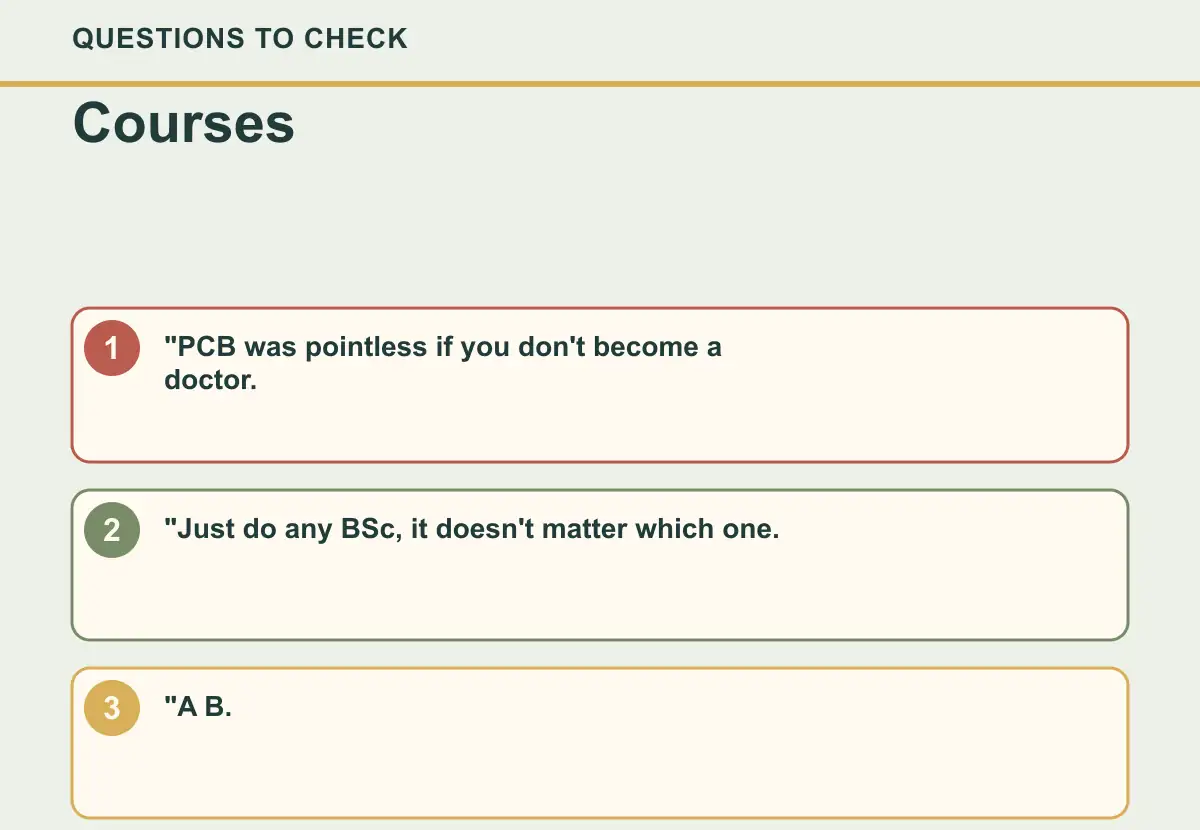 QUESTIONS TO CHECK
Courses
1
"PCB was pointless if you don't become a
doctor.
2
"Just do any BSc, it doesn't matter which one.
3
"A B.